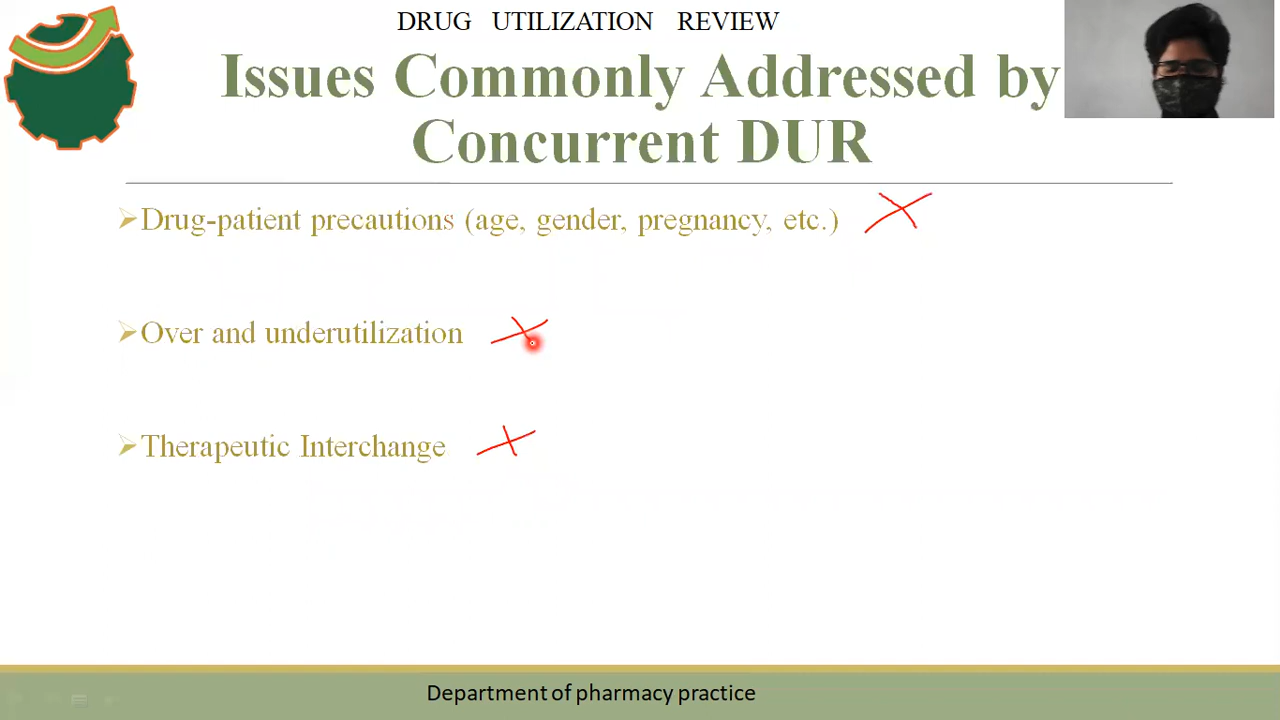 DRUG UTILIZATION REVIEW
Issues Commonly Addressed by
Concurrent DUR
Drug-patient precautions (age, gender, pregnancy, etc.)
Over and underutilization
Therapeutic Interchange
Department of pharmacy practice